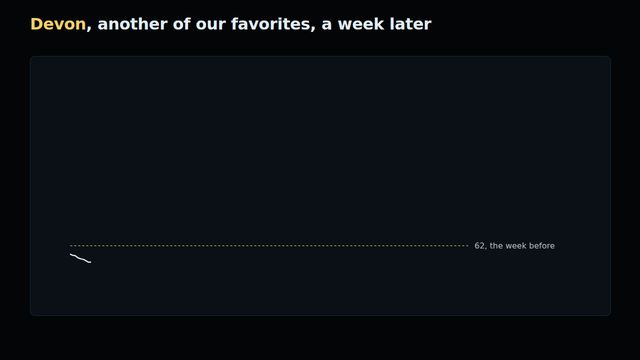 Devon, another of our favorites, a week later
62, the week before